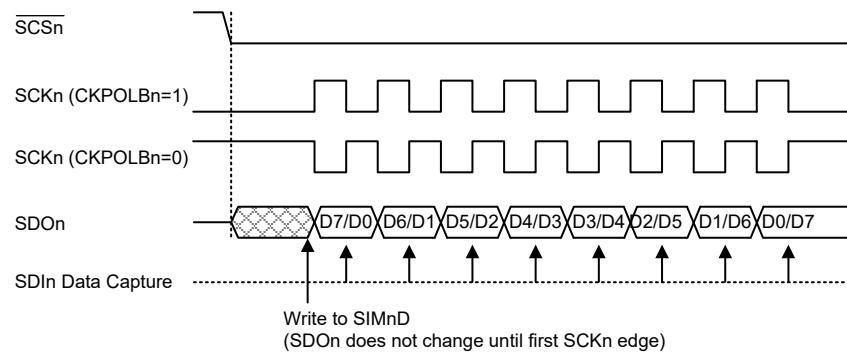 SCSn
SCKn (CKPOLBn=1)
SCKn (CKPOLBn=0)
SDOn
D7/D0 D6/D1 D5/D2 D4/D3 D3/D4 D2/D5 D1/D6 D0/D7
SDIn Data Capture
Write to SIMnD
(SDOn does not change until first SCKn edge)